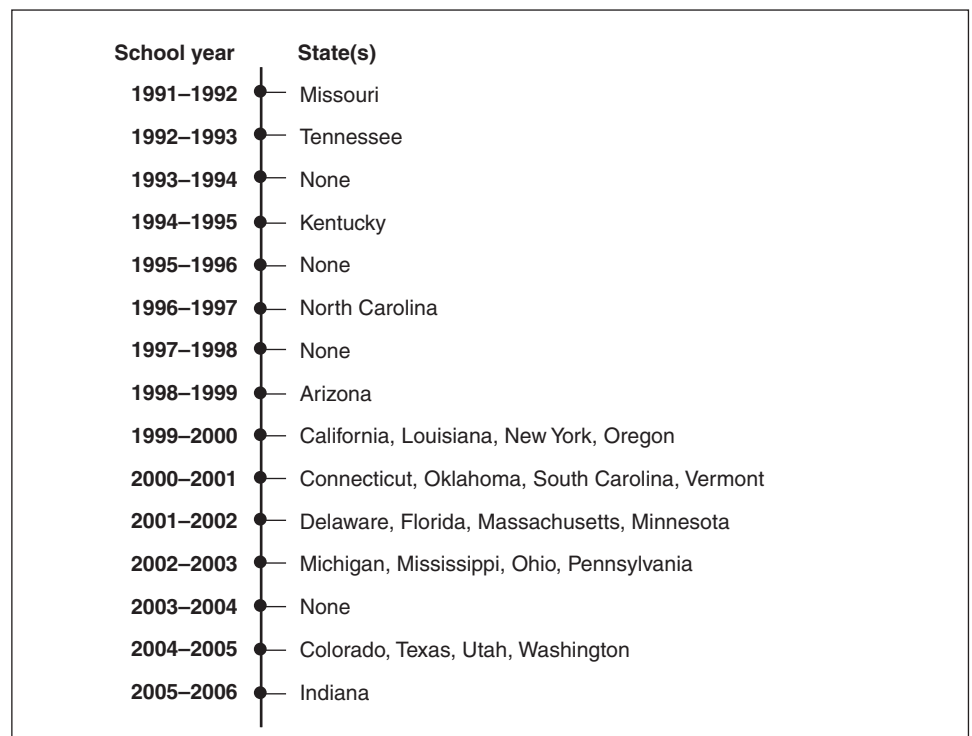 School year State(s)
1991–1992 Missouri
1992–1993 Tennessee
1993–1994 None
1994–1995 Kentucky
1995–1996 None
1996–1997 North Carolina
1997–1998 None
1998–1999 Arizona
1999–2000 California, Louisiana, New York, Oregon
2000–2001 Connecticut, Oklahoma, South Carolina, Vermont
2001–2002 Delaware, Florida, Massachusetts, Minnesota
2002–2003 Michigan, Mississippi, Ohio, Pennsylvania
2003–2004 None
2004–2005 Colorado, Texas, Utah, Washington
2005–2006 Indiana